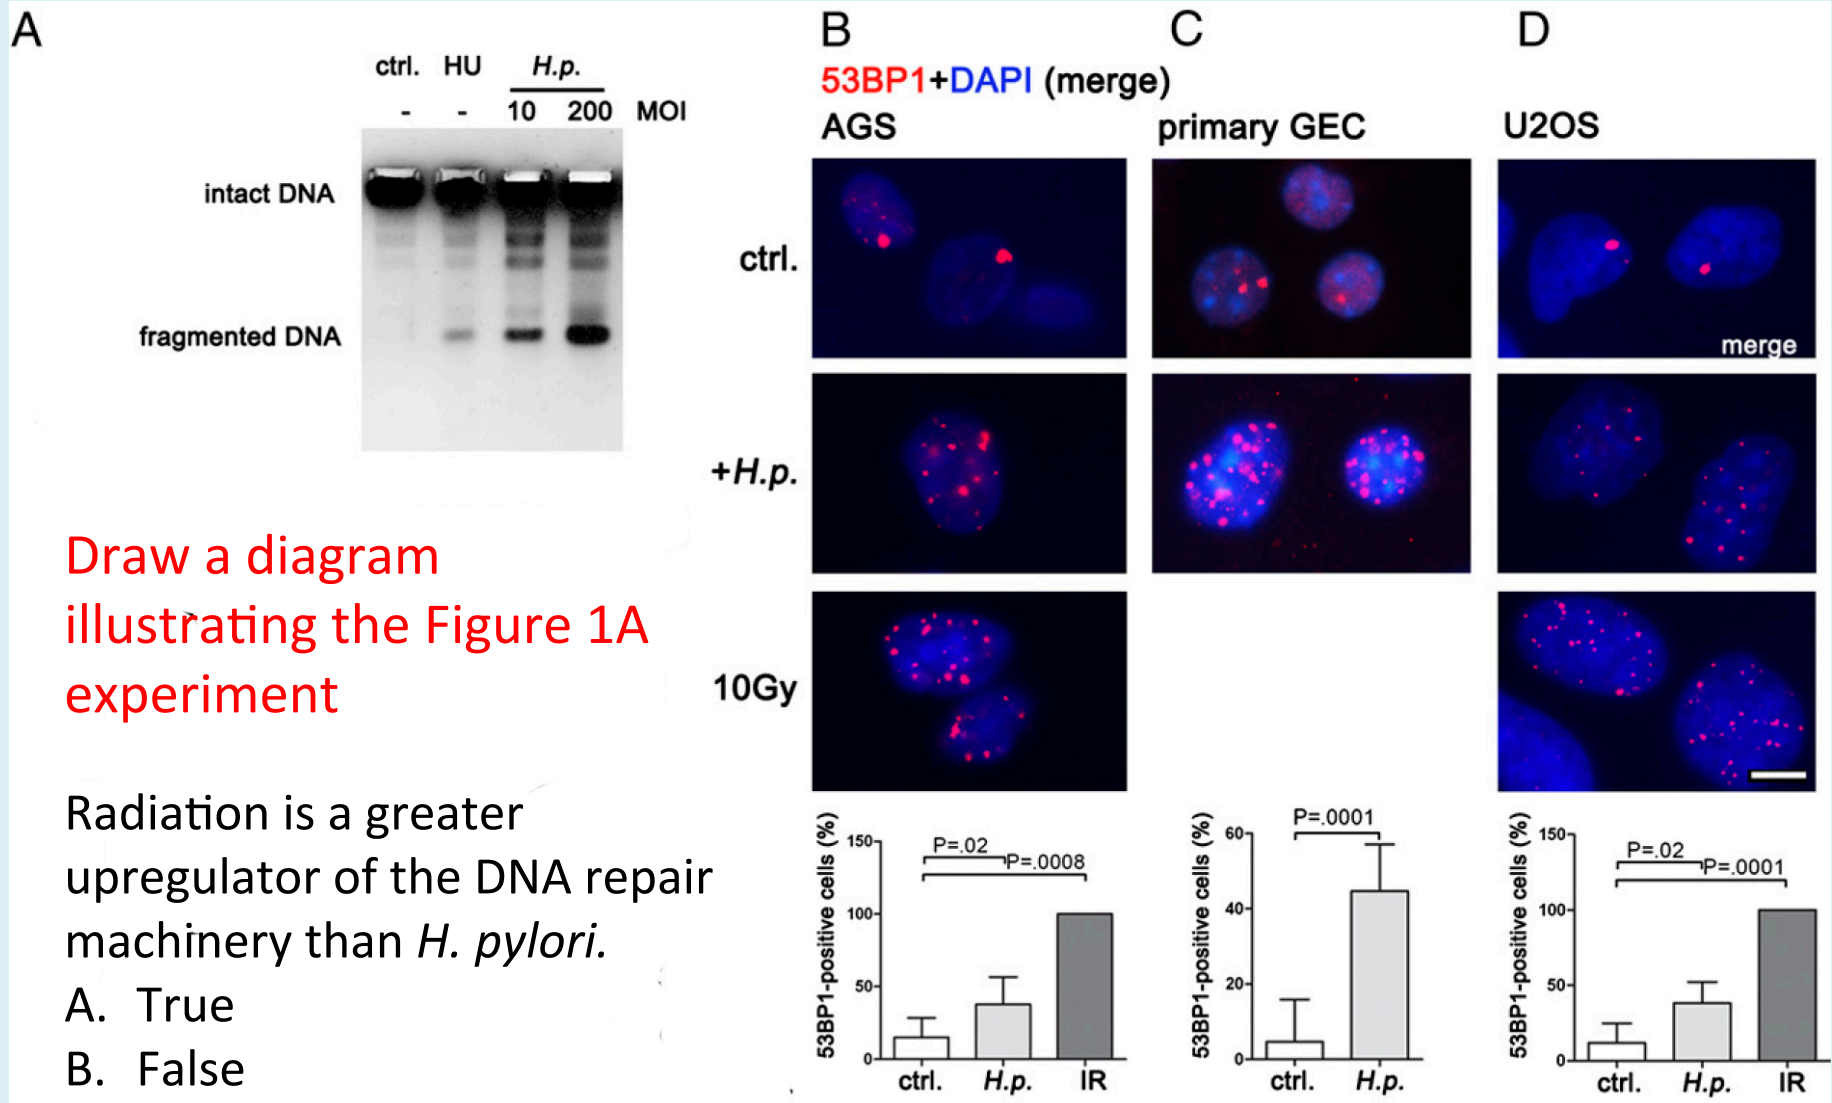 A
ctrl. HU H.p.
- - 10 200 MOI
intact DNA
fragmented DNA
Draw a diagram
illustrating the Figure 1A
experiment
Radiation is a greater
upregulator of the DNA repair
machinery than H. pylori.
A. True
B. False
B C D
53BP1+DAPI (merge)
AGS primary GEC U2OS
ctrl.
merge
+H.p.
10Gy
53BP1-positive cells (%)
150
100
50
0
P=.02
P=.0008
ctrl. H.p. IR
53BP1-positive cells (%)
60
40
20
0
P=.0001
ctrl. H.p.
53BP1-positive cells (%)
150
100
50
0
P=.02
P=.0001
ctrl. H.p. IR